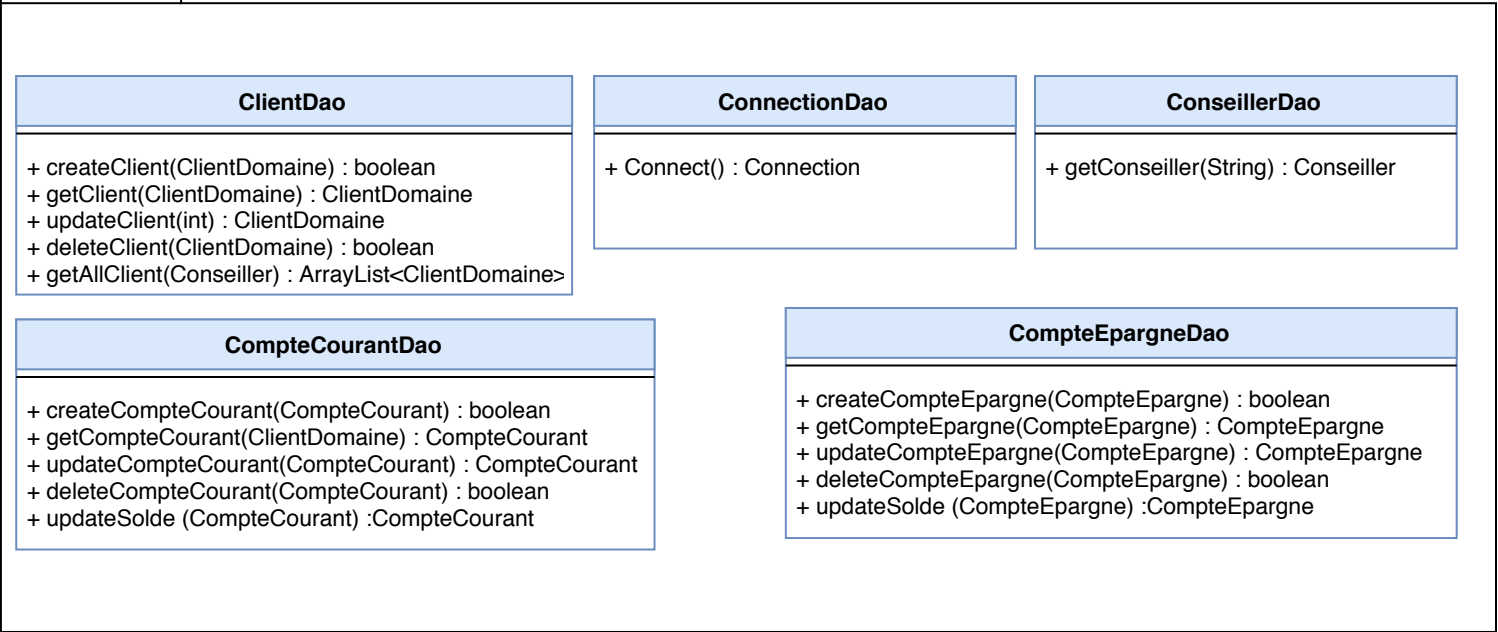 ClientDao
+ createClient(ClientDomaine) : boolean
+ getClient(ClientDomaine) : ClientDomaine
+ updateClient(int) : ClientDomaine
+ deleteClient(ClientDomaine) : boolean
+ getAllClient(Conseiller) : ArrayList<ClientDomaine>
ConnectionDao
+ Connect() : Connection
ConseillerDao
+ getConseiller(String) : Conseiller
CompteCourantDao
+ createCompteCourant(CompteCourant) : boolean
+ getCompteCourant(ClientDomaine) : CompteCourant
+ updateCompteCourant(CompteCourant) : CompteCourant
+ deleteCompteCourant(CompteCourant) : boolean
+ updateSolde (CompteCourant) :CompteCourant
CompteEpargneDao
+ createCompteEpargne(CompteEpargne) : boolean
+ getCompteEpargne(CompteEpargne) : CompteEpargne
+ updateCompteEpargne(CompteEpargne) : CompteEpargne
+ deleteCompteEpargne(CompteEpargne) : boolean
+ updateSolde (CompteEpargne) :CompteEpargne